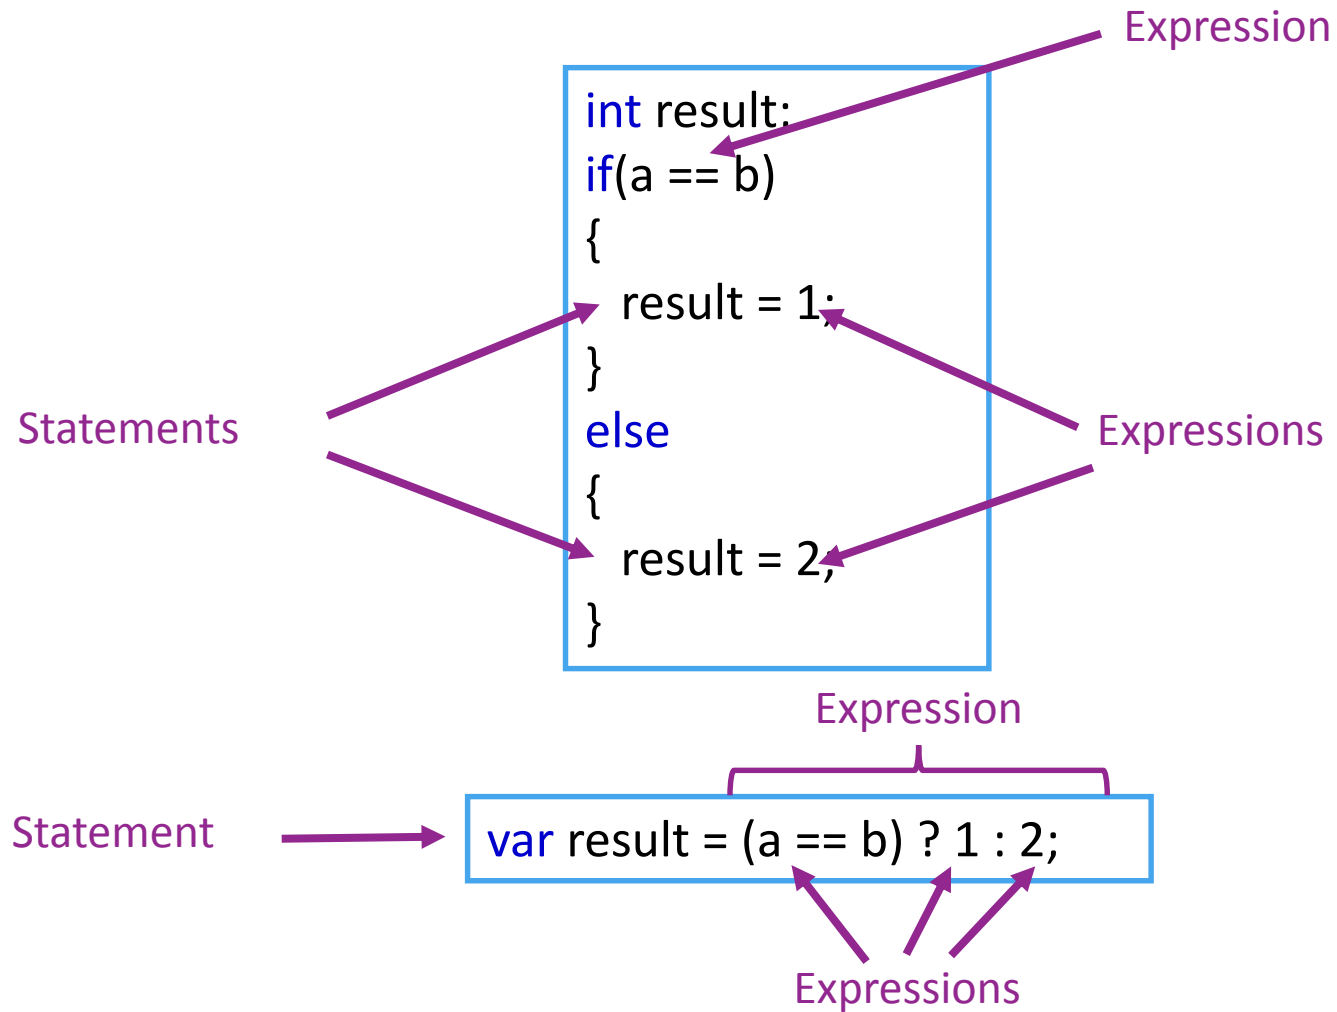 Expression
int result;
if(a == b)
{
result = 1;
}
Statements
else
Expressions
{
result = 2;
}
Expression
Statement
var result = (a == b) ? 1 : 2;
Expressions